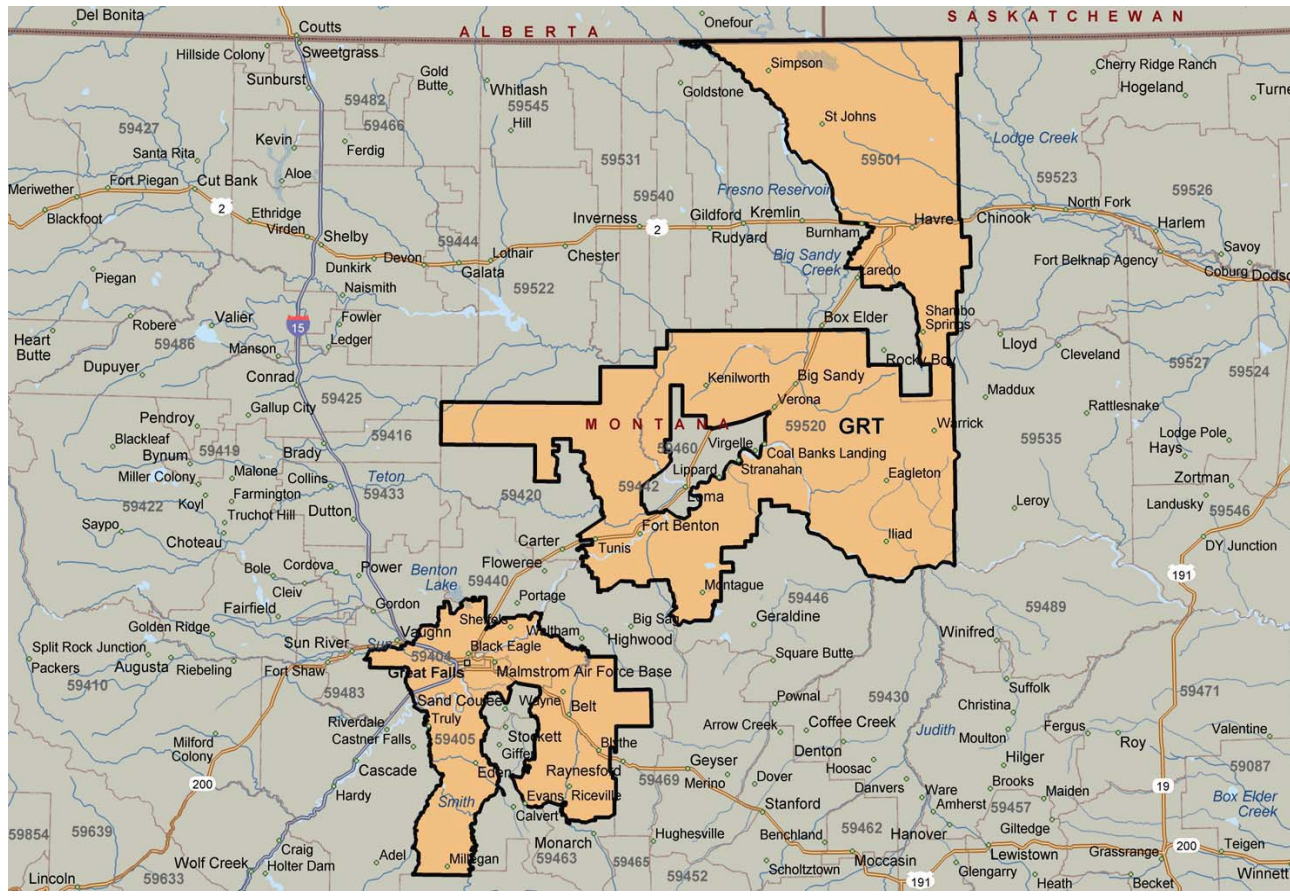 Del Bonita
Coutts
ALBERTA
Onefour
SASKATCHEWAN
Hillside Colony
Sweetgrass
Sunburst
Gold
Butte
Whitlash
59545
Hill
Goldstone
Simpson
Cherry Ridge Ranch
Hogeland
Turne
59482
59466
59427
Santa Rita
Kevin
Ferdig
St Johns
Lodge Creek
Aloe
59531
59501
59523
59526
Meriwether
Fort Piegan
Cut Bank
59540
Fresno Reservoir
Blackfoot
2
Ethridge
Virden
Shelby
Inverness
2
Gildford
Kremlin
Rudyard
Burnham
Havre
Chinook
North Fork
Harlem
59444
Lothair
Chester
Big Sandy
Creek
Savoy
Fort Belknap Agency
Coburg
Dodso
Piegan
Dunkirk
Devon
Galata
59522
Laredo
Naismith
Robere
Valier
Fowler
15
Box Elder
Shambo
Springs
Heart
Butte
59486
Manson
Ledger
Lloyd
Cleveland
59527
Rocky Boy
Dupuyer
Conrad
Kenilworth
Big Sandy
Maddux
59524
59425
Gallup City
Verona
Rattlesnake
Pendroy
MONTANA
59520
GRT
Warrick
Blackleaf
Bynum
59419
59416
Brady
59460
Virgelle
Coal Banks Landing
59535
Lodge Pole
Hays
Miller Colony
Malone
Collins
Teton
Lippard
Stranahan
Eagleton
Zortman
59422
Koyl
Farmington
59433
59420
59442
Loma
Leroy
Landusky
59546
Truchot Hill
Dutton
Saypo
Choteau
Fort Benton
Iliad
DY Junction
Carter
Tunis
Bole
Cordova
Power
Benton
Lake
Floweree
191
Cleiv
59440
Montague
59446
Fairfield
Gordon
Portage
59489
Golden Ridge
Sun River
Vaughn
Sun
Waltham
Highwood
Geraldine
Winifred
Split Rock Junction
Packers
Augusta
Riebeling
Fort Shaw
59404
Black Eagle
Square Butte
59410
Great Falls
Malmstrom Air Force Base
59483
Wayne
Belt
Pownal
59430
Suffolk
59471
Riverdale
Truly
Arrow Creek
Coffee Creek
Christina
Fergus
Valentine
Milford
Colony
Castner Falls
59405
Stockett
Denton
Judith
Moulton
Roy
Blythe
Hoosac
Hilger
Cascade
Eden
Raynesford
59469
Geyser
Merino
59087
200
Hardy
Smith
Evans
Riceville
Dover
Danvers
Ware
Brooks
Maiden
19
Box Elder
Creek
Calvert
Stanford
Amherst
59457
59854
59639
Craig
Monarch
Hughesville
Benchland
59462
Hanover
Giltedge
Wolf Creek
Holter Dam
Adel
Millegan
59463
59465
Moccasin
Lewistown
Grassrange
200
Teigen
Lincoln
59633
59452
Scholtztown
191
Glengarry
Heath
Becket
Winnett